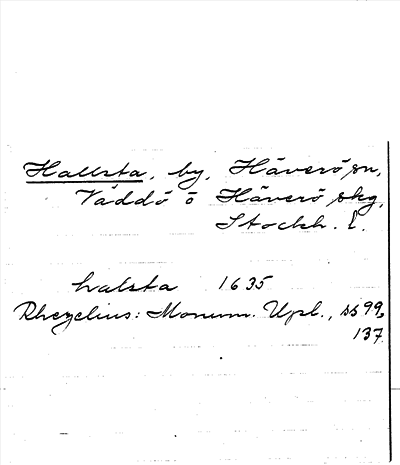 Hallsta, by, Häverö sn,
Väddö o Häverö skg,
Stockh. l.
halsta 1635
Rhezelius: Monum. Upl., ss 99,
137